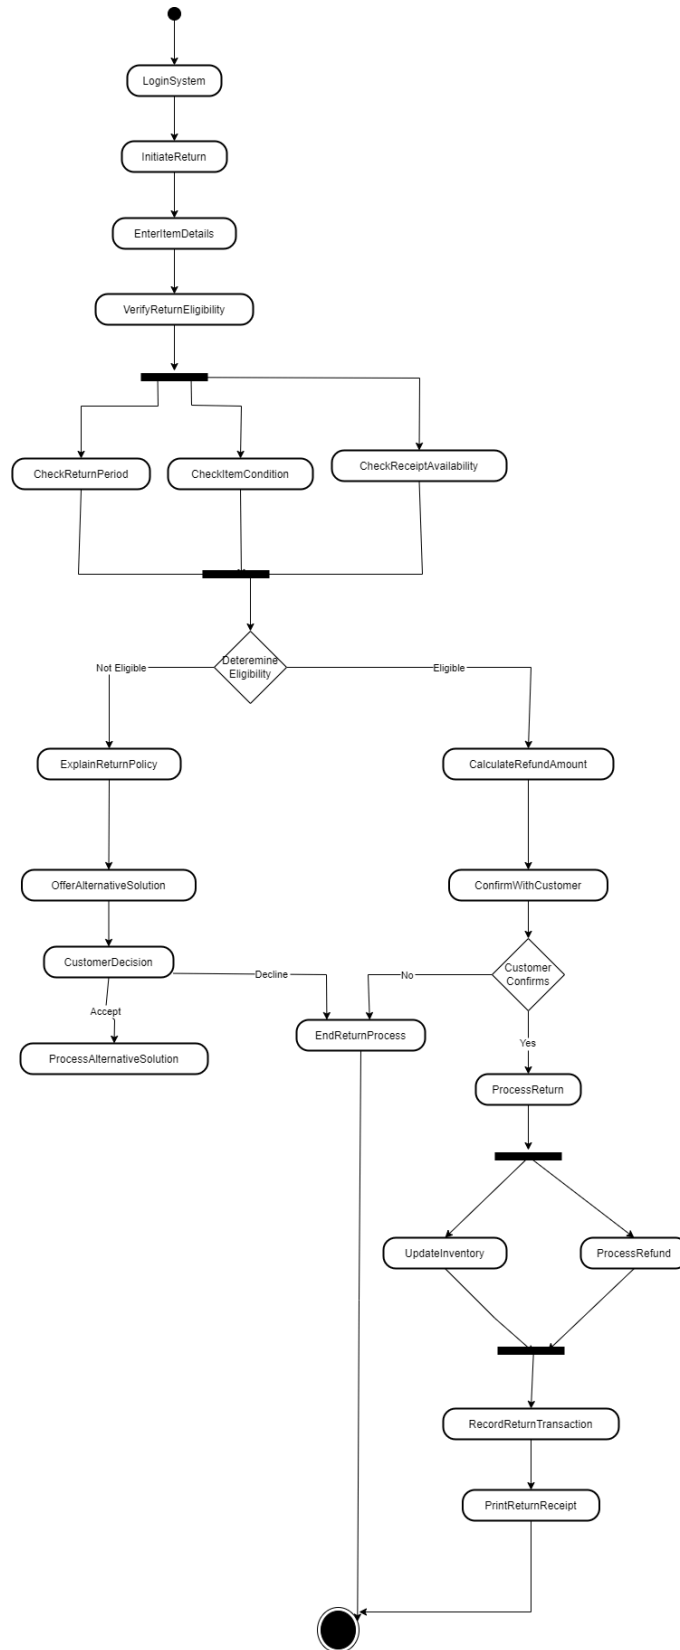 LoginSystem
InitiateReturn
EnterItemDetails
VerifyReturnEligibility
CheckReturnPeriod
CheckItemCondition
CheckReceiptAvailability
Deteremine
Eligibility
Not Eligible
Eligible
ExplainReturnPolicy
CalculateRefundAmount
OfferAlternativeSolution
ConfirmWithCustomer
CustomerDecision
Customer
Confirms
Decline
No
Accept
EndReturnProcess
Yes
ProcessAlternativeSolution
ProcessReturn
UpdateInventory
ProcessRefund
RecordReturnTransaction
PrintReturnReceipt